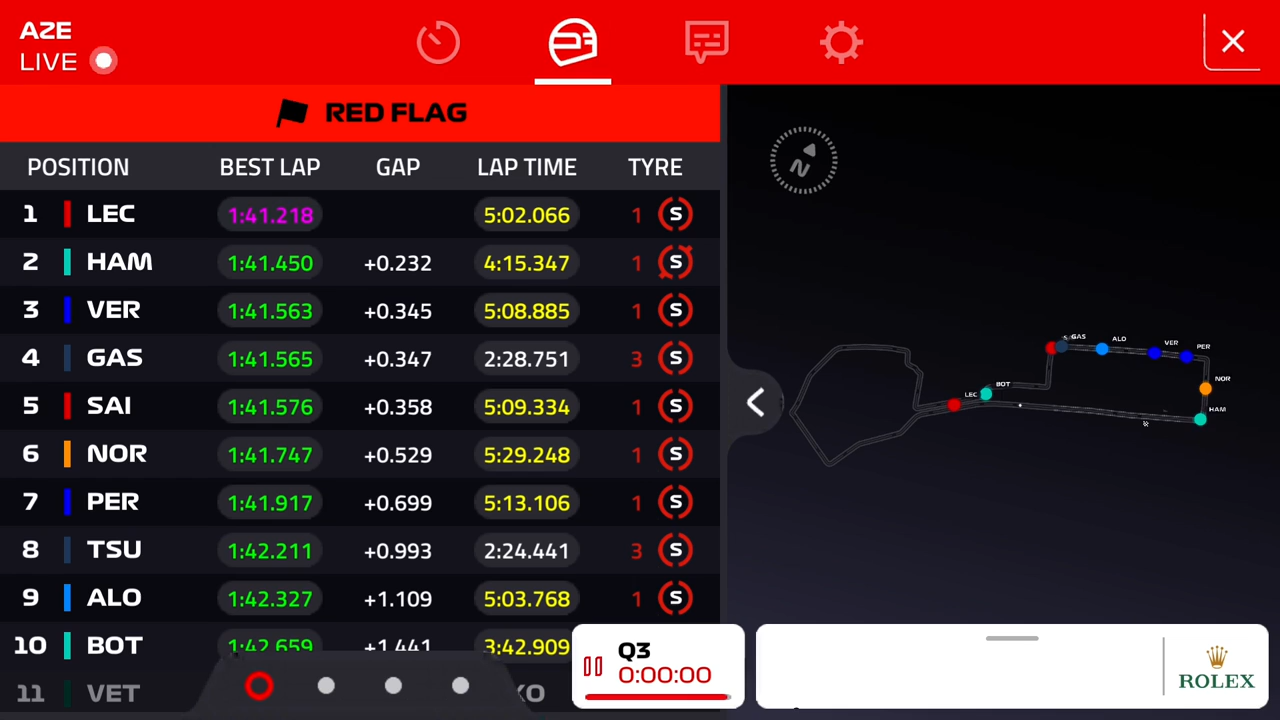 AZE
LIVE
RED FLAG
POSITION BEST LAP GAP LAP TIME TYRE
1 LEC 1:41.218 5:02.066 1 S
2 HAM 1:41.450 +0.232 4:15.347 1 S
3 VER 1:41.563 +0.345 5:08.885 1 S
4 GAS 1:41.565 +0.347 2:28.751 3 S
5 SAI 1:41.576 +0.358 5:09.334 1 S
6 NOR 1:41.747 +0.529 5:29.248 1 S
7 PER 1:41.917 +0.699 5:13.106 1 S
8 TSU 1:42.211 +0.993 2:24.441 3 S
9 ALO 1:42.327 +1.109 5:03.768 1 S
10 BOT 1:42.659 +1.441 3:42.909
11 VET
N
GAS ALO VER PER
NOR
BOT
LEC
HAM
Q3
0:00:00
ROLEX